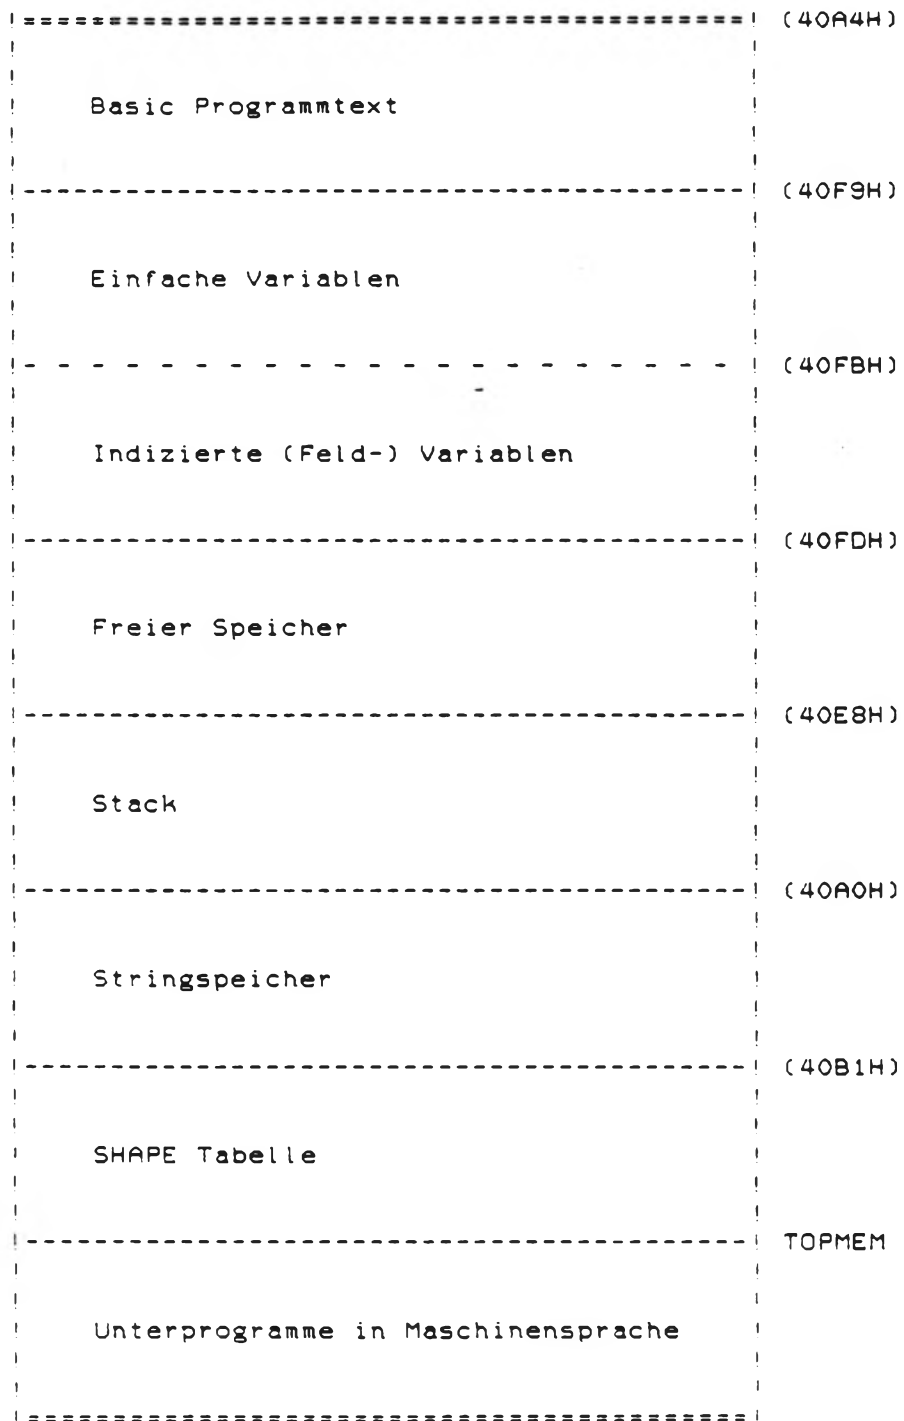 (40A4H)
Basic Programmtext
(40F9H)
Einfache Variablen
(40FBH)
Indizierte (Feld-) Variablen
(40FDH)
Freier Speicher
(40E8H)
Stack
(40A0H)
Stringspeicher
(40B1H)
SHAPE Tabelle
TOPMEM
Unterprogramme in Maschinensprache